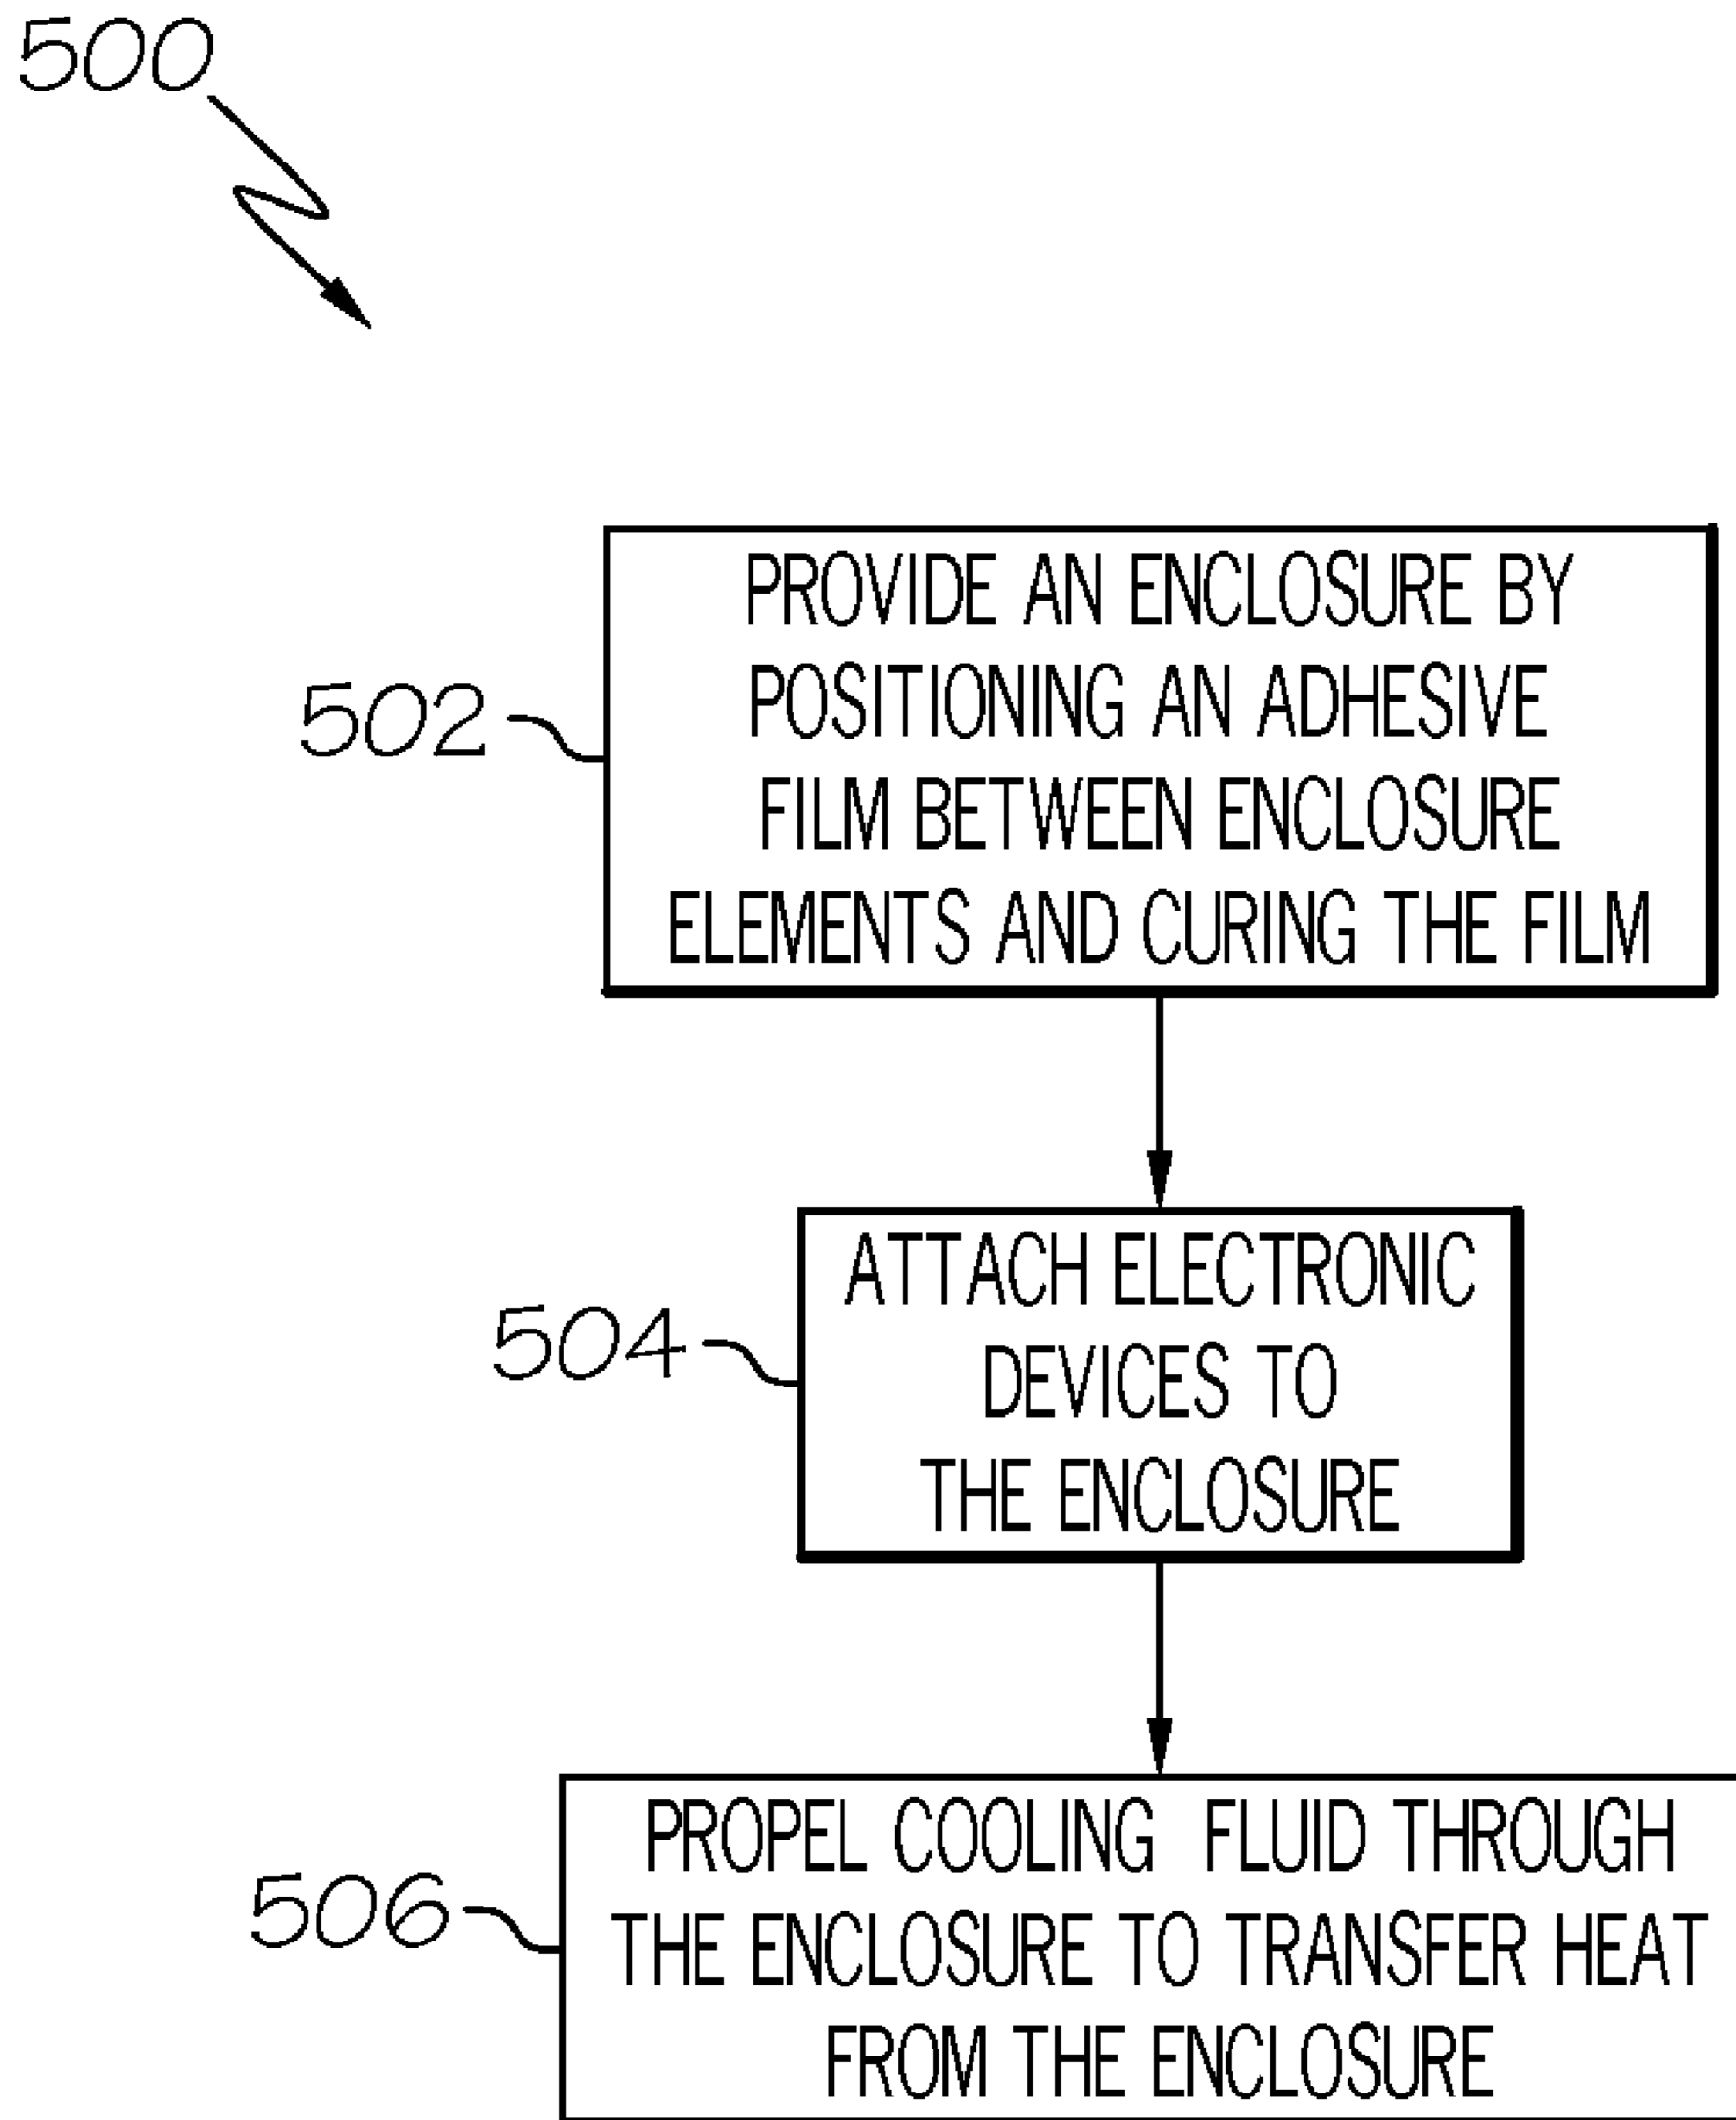 500
502
PROVIDE AN ENCLOSURE BY
POSITIONING AN ADHESIVE
FILM BETWEEN ENCLOSURE
ELEMENTS AND CURING THE FILM
504
ATTACH ELECTRONIC
DEVICES TO
THE ENCLOSURE
506
PROPEL COOLING FLUID THROUGH
THE ENCLOSURE TO TRANSFER HEAT
FROM THE ENCLOSURE